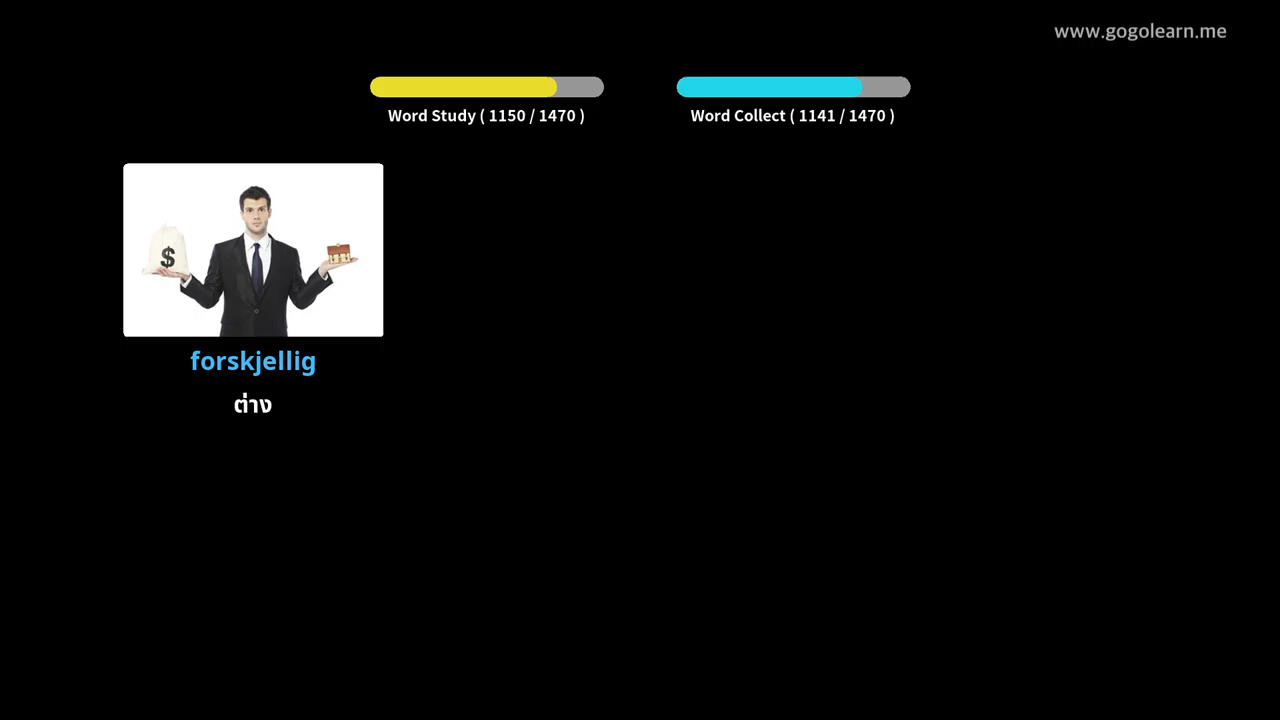 www.gogolearn.me
Word Study ( 1150 / 1470 )
Word Collect ( 1141 / 1470 )
$
forskjellig
ต่าง